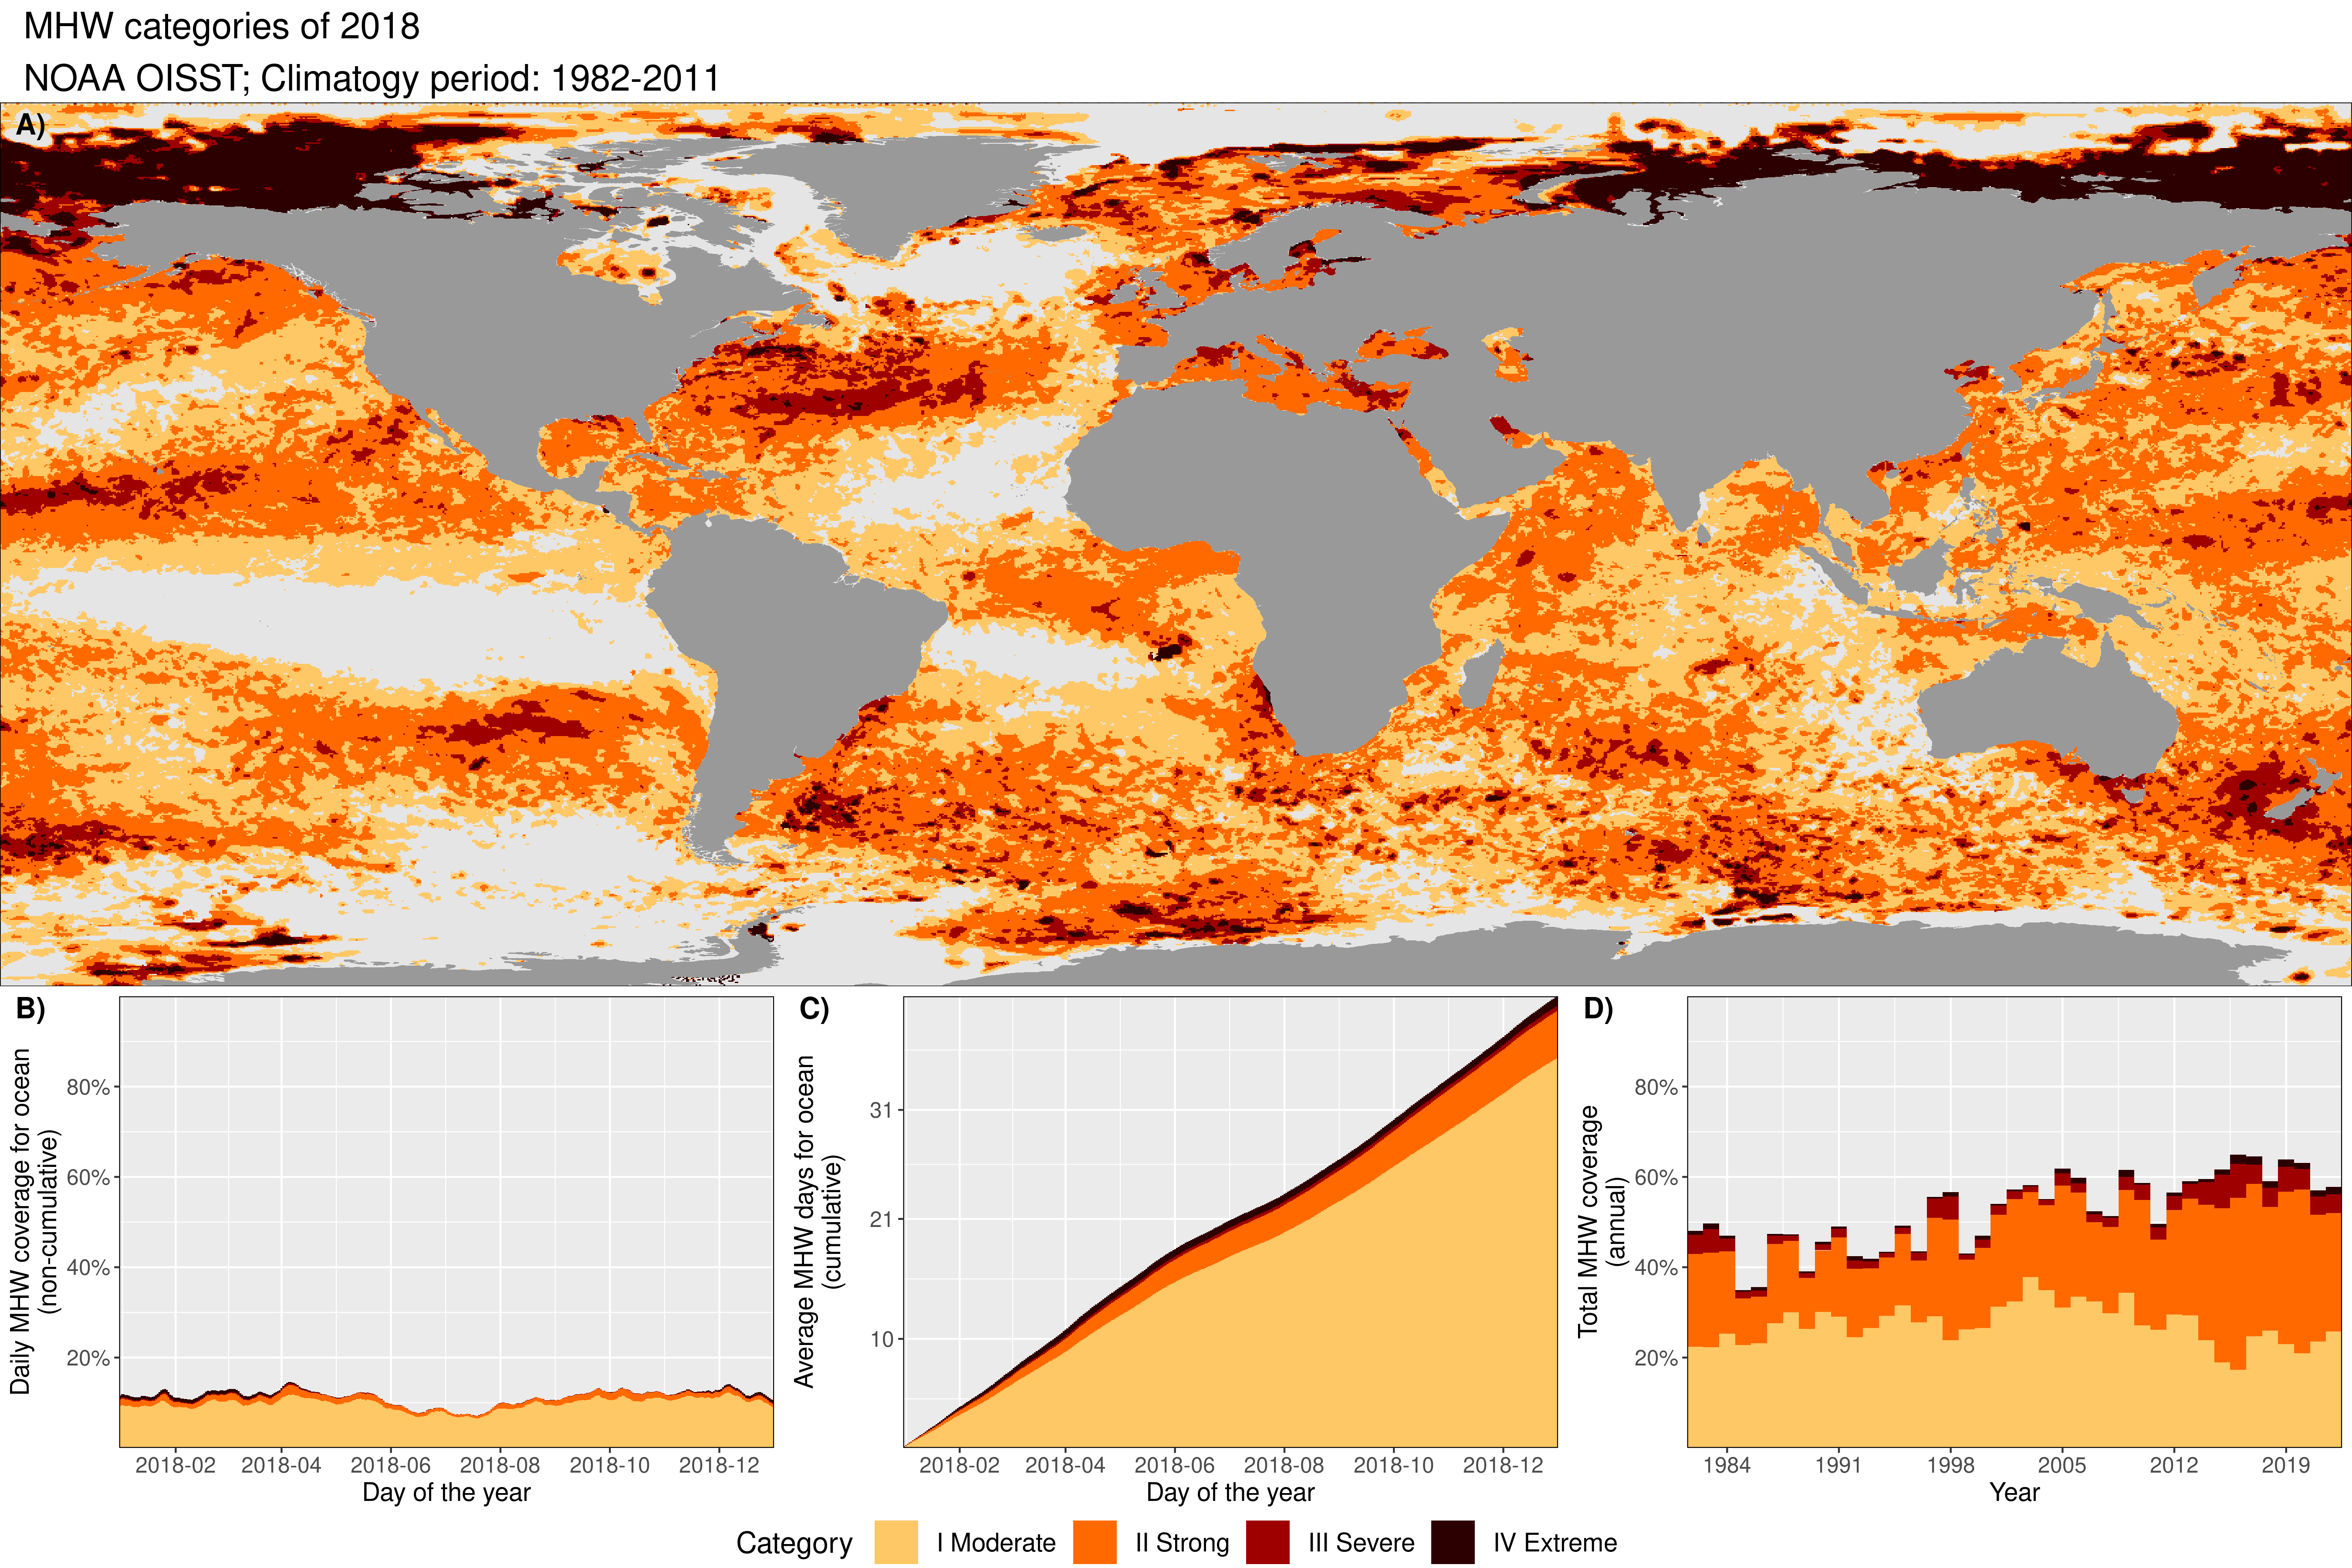 MHW categories of 2018
NOAA OISST; Climatogy period: 1982-2011
A)
B)
Daily MHW coverage for ocean
(non-cumulative)
80%
60%
40%
20%
2018-02 2018-04 2018-06 2018-08 2018-10 2018-12
Day of the year
C)
Average MHW days for ocean
(cumulative)
31
21
10
2018-02 2018-04 2018-06 2018-08 2018-10 2018-12
Day of the year
D)
Total MHW coverage
(annual)
80%
60%
40%
20%
1984 1991 1998 2005 2012 2019
Year
Category I Moderate II Strong III Severe IV Extreme